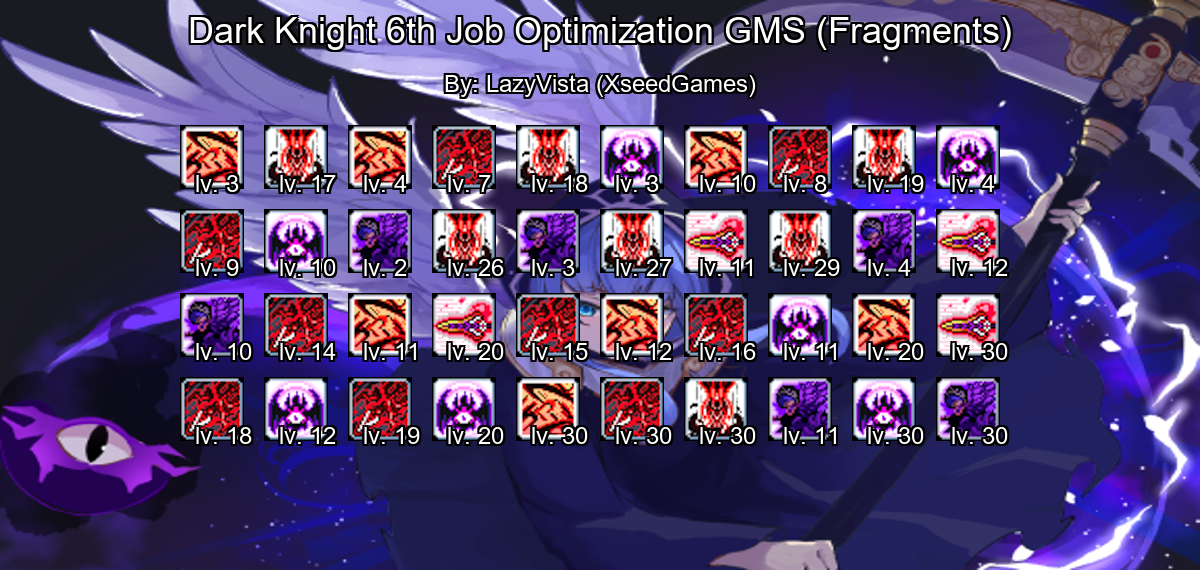 Dark Knight 6th Job Optimization GMS (Fragments)
By: LazyVista (XseedGames)
lv. 3 lv. 17 lv. 4 lv. 7 lv. 18 lv. 3 lv. 10 lv. 8 lv. 19 lv. 4
lv. 9 lv. 10 lv. 2 lv. 26 lv. 3 lv. 27 lv. 11 lv. 29 lv. 4 lv. 12
lv. 10 lv. 14 lv. 11 lv. 20 lv. 15 lv. 12 lv. 16 lv. 11 lv. 20 lv. 30
lv. 18 lv. 12 lv. 19 lv. 20 lv. 30 lv. 30 lv. 30 lv. 11 lv. 30 lv. 30